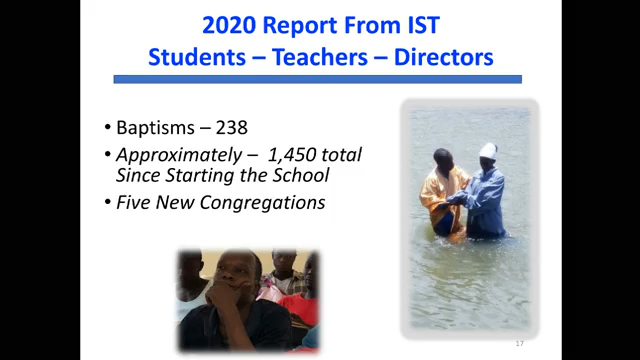 2020 Report From IST
Students – Teachers – Directors
• Baptisms – 238
• Approximately – 1,450 total
Since Starting the School
• Five New Congregations
17